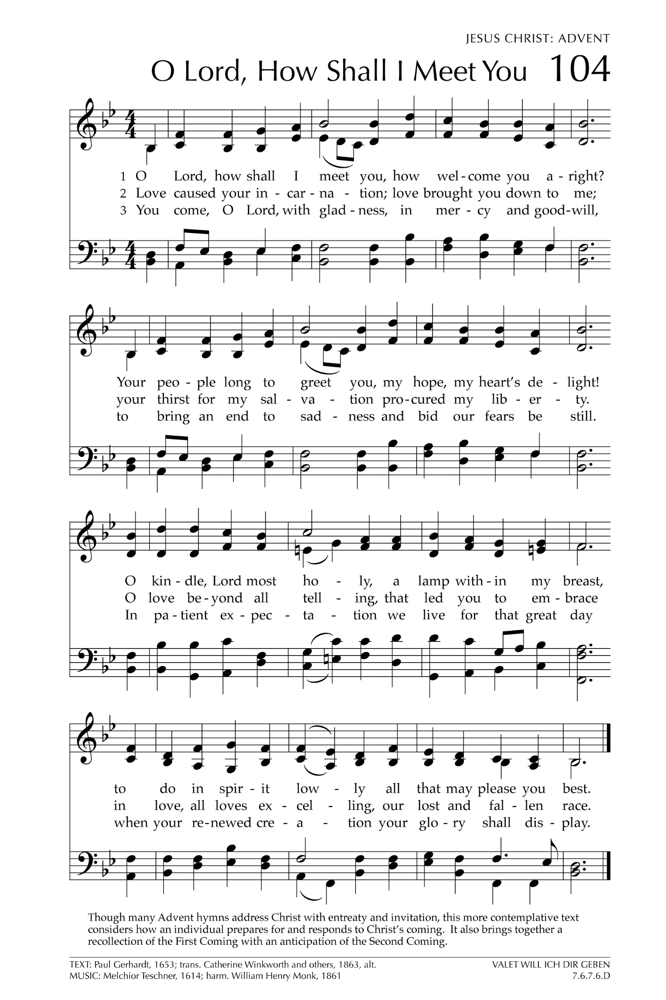 JESUS CHRIST: ADVENT
O Lord, How Shall I Meet You 104
1 O Lord, how shall I meet you, how wel - come you a - right?
2 Love caused your in - car - na - tion; love brought you down to me;
3 You come, O Lord, with glad - ness, in mer - cy and good - will,
Your peo - ple long to greet you, my hope, my heart's de - light!
your thirst for my sal - va - tion pro - cured my lib - er - ty.
to bring an end to sad - ness and bid our fears be still.
O kin - dle, Lord most ho - ly, a lamp with - in my breast,
O love be - yond all tell - ing, that led you to em - brace
In pa - tient ex - pec - ta - tion we live for that great day
to do in spir - it low - ly all that may please you best.
in love, all loves ex - cel - ling, our lost and fal - len race.
when your re - newed cre - a - tion your glo - ry shall dis - play.
Though many Advent hymns address Christ with entreaty and invitation, this more contemplative text
considers how an individual prepares for and responds to Christ's coming. It also brings together a
recollection of the First Coming with an anticipation of the Second Coming.
TEXT: Paul Gerhardt, 1653; trans. Catherine Winkworth and others, 1863, alt. VALET WILL ICH DIR GEBEN
MUSIC: Melchior Teschner, 1614; harm. William Henry Monk, 1861 7.6.7.6.D